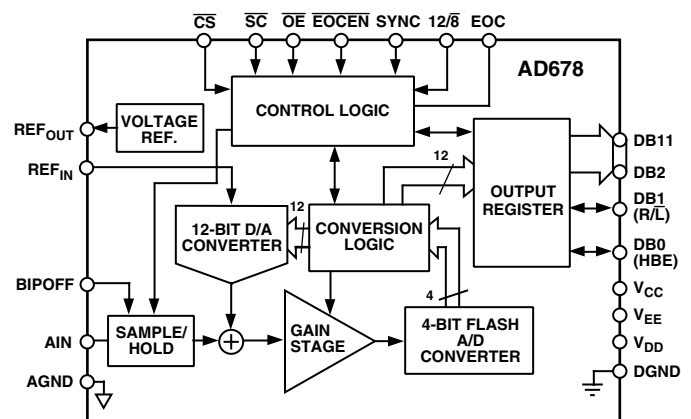 CS SC OE EOCEN SYNC 12/8 EOC
AD678
CONTROL LOGIC
VOLTAGE
REF.
REFOUT
REFIN
12
DB11
DB2
DB1
(R/L)
DB0
(HBE)
OUTPUT
REGISTER
12-BIT D/A
CONVERTER
12
CONVERSION
LOGIC
BIPOFF
VCC
VEE
VDD
DGND
4
SAMPLE/
HOLD
+
GAIN
STAGE
4-BIT FLASH
A/D
CONVERTER
AIN
AGND